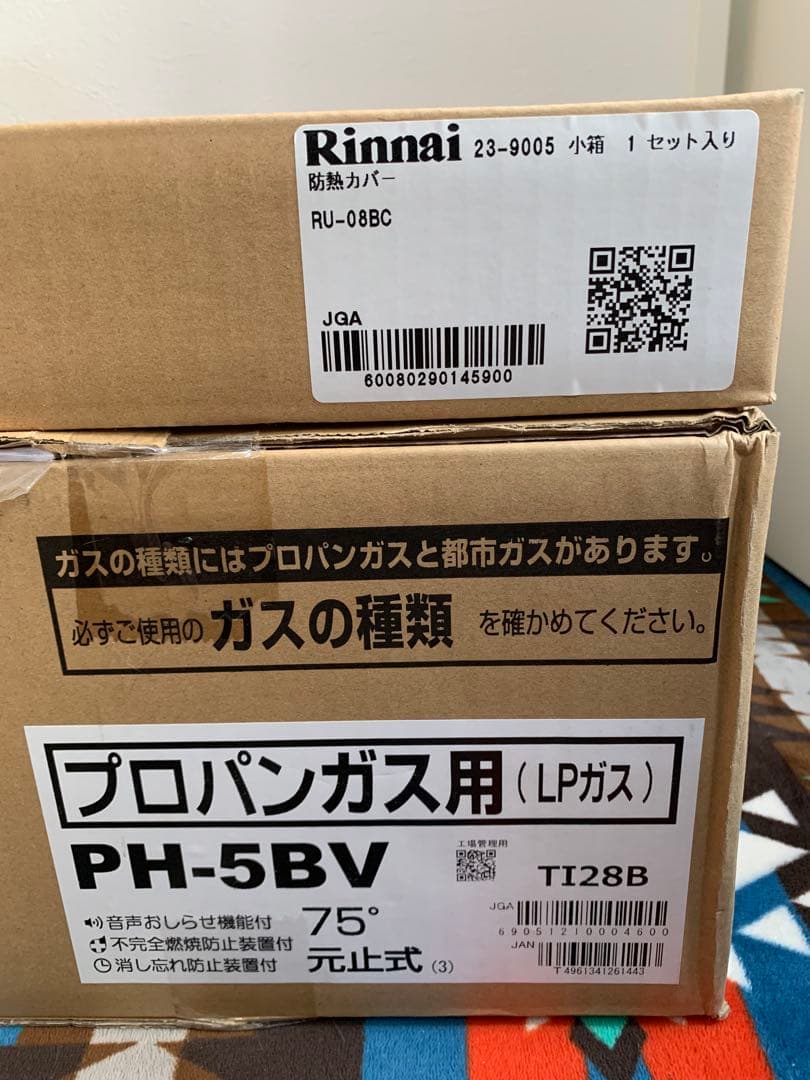 Rinnai 23-9005 小箱 1 セット入り
防熱カバー
RU-08BC
JGA
60080290145900
ガスの種類にはプロパンガスと都市ガスがあります。
必ずご使用の ガスの種類 を確かめてください。
プロパンガス用(LPガス)
PH-5BV
工場管理用
TI28B
音声おしらせ機能付
不完全燃焼防止装置付
消し忘れ防止装置付
75°
元止式(3)
JGA
69051210004600
JAN
T4961341261443